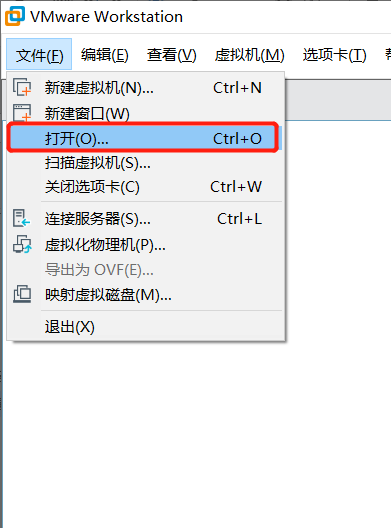 VMware Workstation
文件(F) 编辑(E) 查看(V) 虚拟机(M) 选项卡(T)
新建虚拟机(N)... Ctrl+N
新建窗口(W)
打开(O)... Ctrl+O
扫描虚拟机(S)...
关闭选项卡(C) Ctrl+W
连接服务器(S)... Ctrl+L
虚拟化物理机(P)...
导出为 OVF(E)...
映射虚拟磁盘(M)...
退出(X)